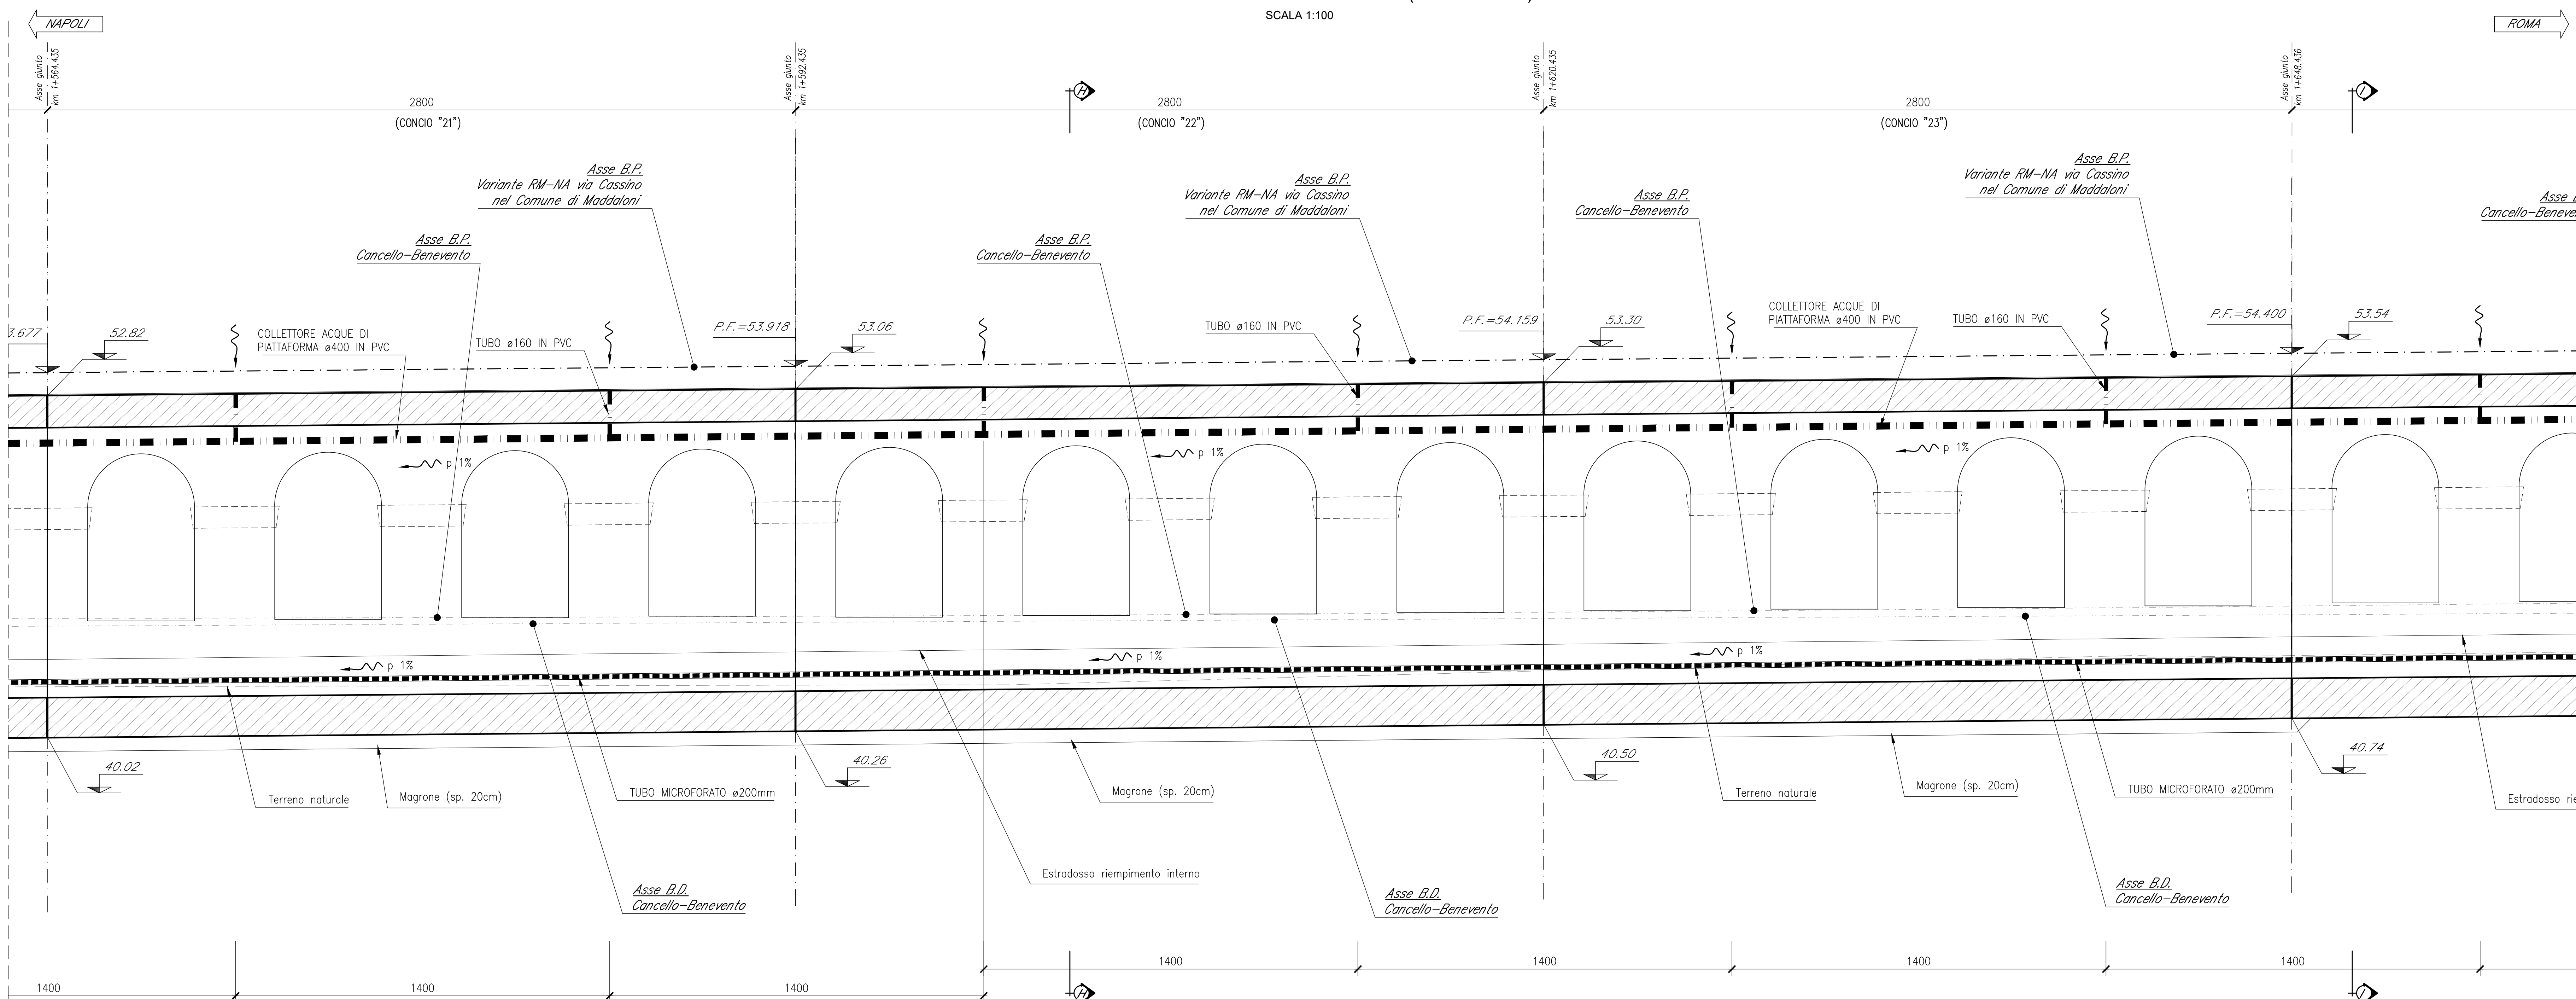 SCALA 1:100
NAPOLI
ROMA
Asse giunto
km 1+564.435
Asse giunto
km 1+592.435
Asse giunto
km 1+620.435
Asse giunto
km 1+648.436
H
I
2800
2800
2800
(CONCIO "21")
(CONCIO "22")
(CONCIO "23")
Asse B.P.
Variante RM-NA via Cassino
nel Comune di Maddaloni
Asse B.P.
Variante RM-NA via Cassino
nel Comune di Maddaloni
Asse B.P.
Variante RM-NA via Cassino
nel Comune di Maddaloni
Asse B.P.
Cancello-Benevento
Asse B.P.
Cancello-Benevento
Asse B.P.
Cancello-Benevento
Asse
3.677
52.82
COLLETTORE ACQUE DI
PIATTAFORMA ø400 IN PVC
TUBO ø160 IN PVC
P.F.=53.918
53.06
TUBO ø160 IN PVC
P.F.=54.159
53.30
COLLETTORE ACQUE DI
PIATTAFORMA ø400 IN PVC
TUBO ø160 IN PVC
P.F.=54.400
53.54
p 1%
p 1%
p 1%
p 1%
p 1%
p 1%
40.02
40.26
40.50
40.74
Terreno naturale
Magrone (sp. 20cm)
TUBO MICROFORATO ø200mm
Magrone (sp. 20cm)
Terreno naturale
Magrone (sp. 20cm)
TUBO MICROFORATO ø200mm
Estradosso
Estradosso riempimento interno
Asse B.D.
Cancello-Benevento
Asse B.D.
Cancello-Benevento
Asse B.D.
Cancello-Benevento
1400
1400
1400
1400
1400
1400
1400
H
I